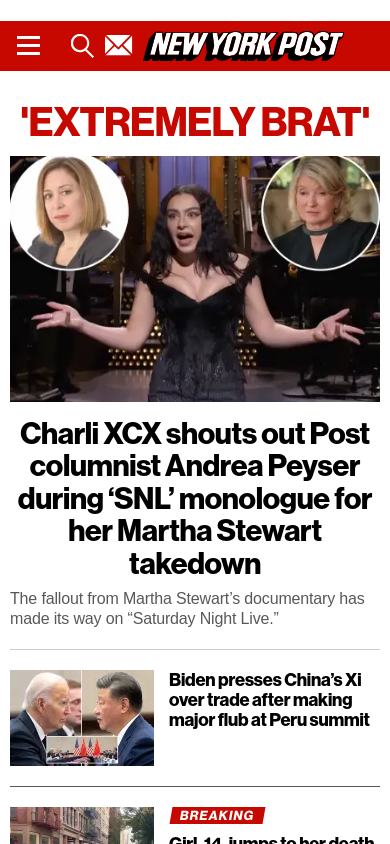 NEW YORK POST
'EXTREMELY BRAT'
Charli XCX shouts out Post
columnist Andrea Peyser
during ‘SNL’ monologue for
her Martha Stewart
takedown
The fallout from Martha Stewart’s documentary has
made its way on “Saturday Night Live.”
Biden presses China’s Xi
over trade after making
major flub at Peru summit
BREAKING
Girl, 14, jumps to her death